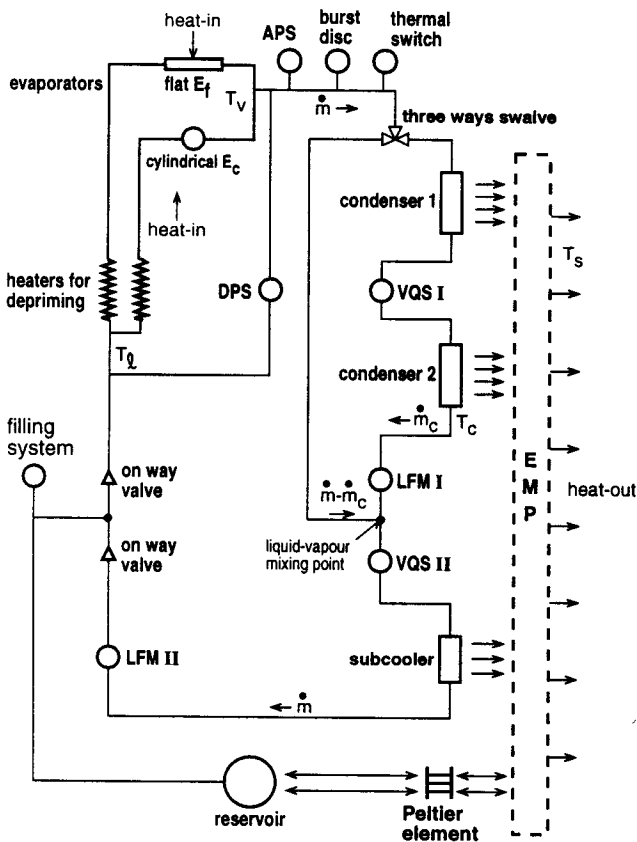 heat-in
APS
burst
disc
thermal
switch
evaporators
flat Ef
Tv
ṁ
three ways swalve
cylindrical Ec
heat-in
condenser 1
heaters for
depriming
DPS
VQS I
Ts
Tℓ
condenser 2
ṁc
Tc
filling
system
on way
valve
LFM I
E
M
P
heat-out
ṁ-ṁc
liquid-vapour
mixing point
on way
valve
VQS II
LFM II
subcooler
ṁ
reservoir
Peltier
element